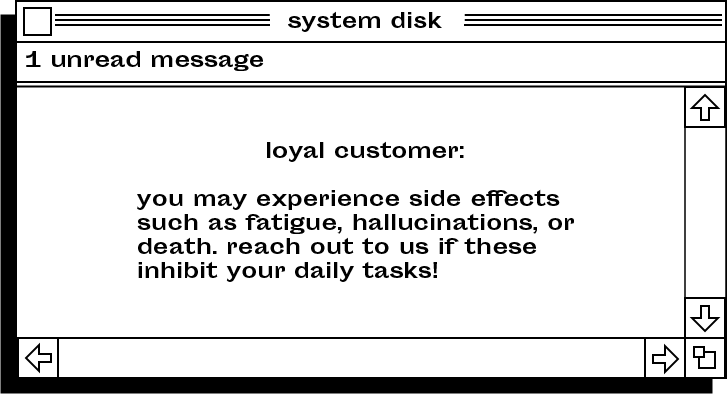 system disk
1 unread message
loyal customer:
you may experience side effects
such as fatigue, hallucinations, or
death. reach out to us if these
inhibit your daily tasks!